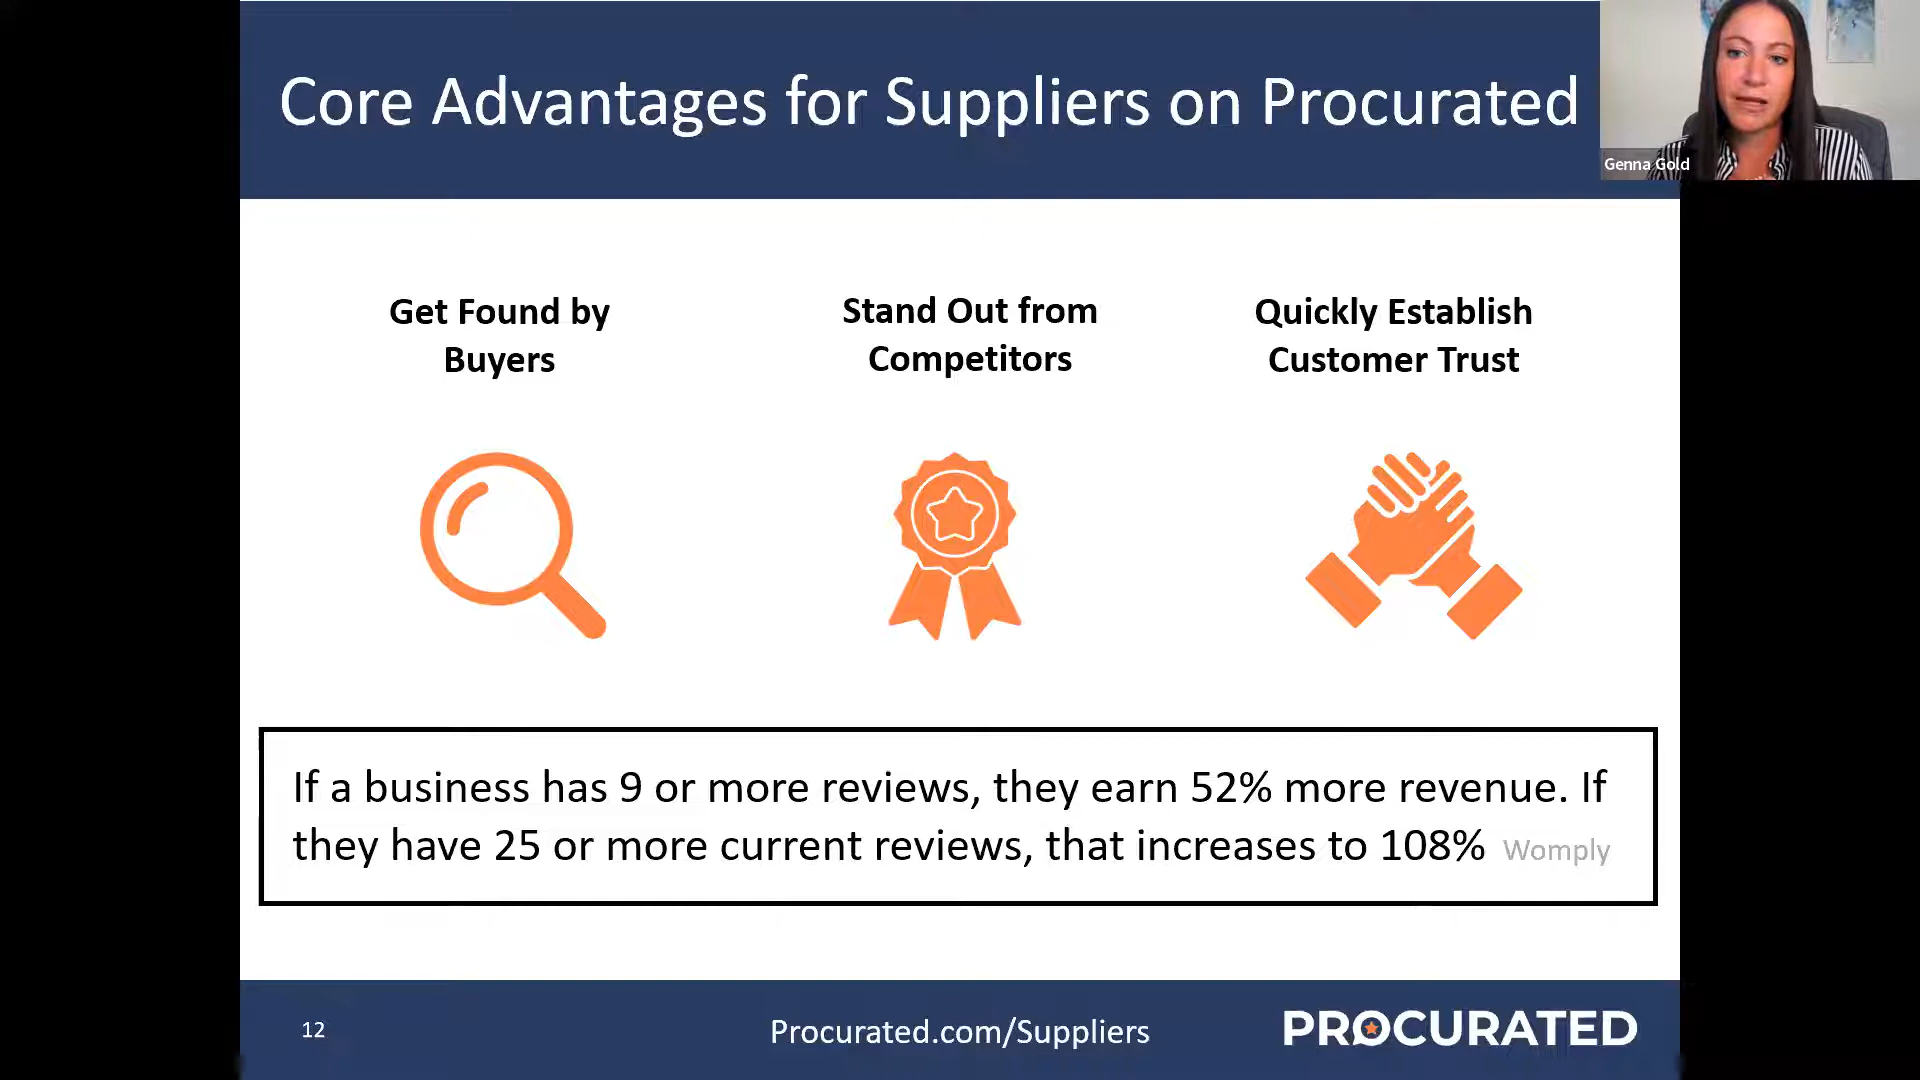 Core Advantages for Suppliers on Procurated
Genna Gold
Get Found by
Buyers
Stand Out from
Competitors
Quickly Establish
Customer Trust
If a business has 9 or more reviews, they earn 52% more revenue. If
they have 25 or more current reviews, that increases to 108% Womply
12
Procurated.com/Suppliers
PROCURATED